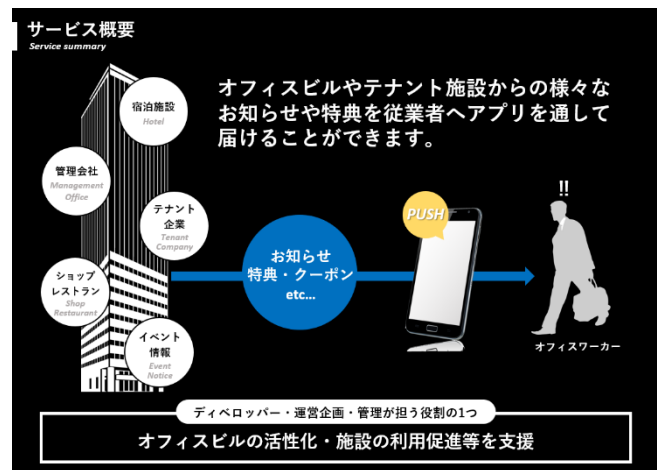 サービス概要
Service summary
オフィスビルやテナント施設からの様々な
お知らせや特典を従業者へアプリを通して
届けることができます。
宿泊施設
Hotel
管理会社
Management
Office
テナント
企業
Tenant
Company
ショップ
レストラン
Shop
Restaurant
イベント
情報
Event
Notice
お知らせ
特典・クーポン
etc...
PUSH
!!
オフィスワーカー
ディベロッパー・運営企画・管理が担う役割の1つ
オフィスビルの活性化・施設の利用促進等を支援